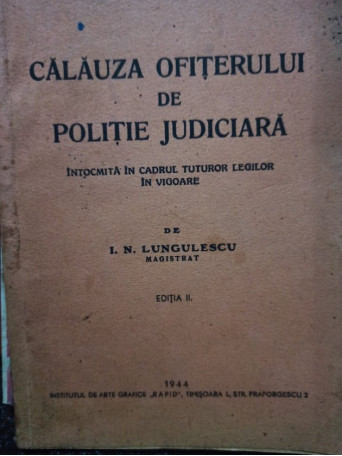 CĂLĂUZA OFIȚERULUI
DE
POLIȚIE JUDICIARĂ
ÎNTOCMITĂ ÎN CADRUL TUTUROR LEGILOR
ÎN VIGOARE
DE
I. N. LUNGULESCU
MAGISTRAT
EDIȚIA II.
1944
INSTITUTUL DE ARTE GRAFICE „RAPID", TIMIȘOARA I., STR. PRAPORGESCU 2